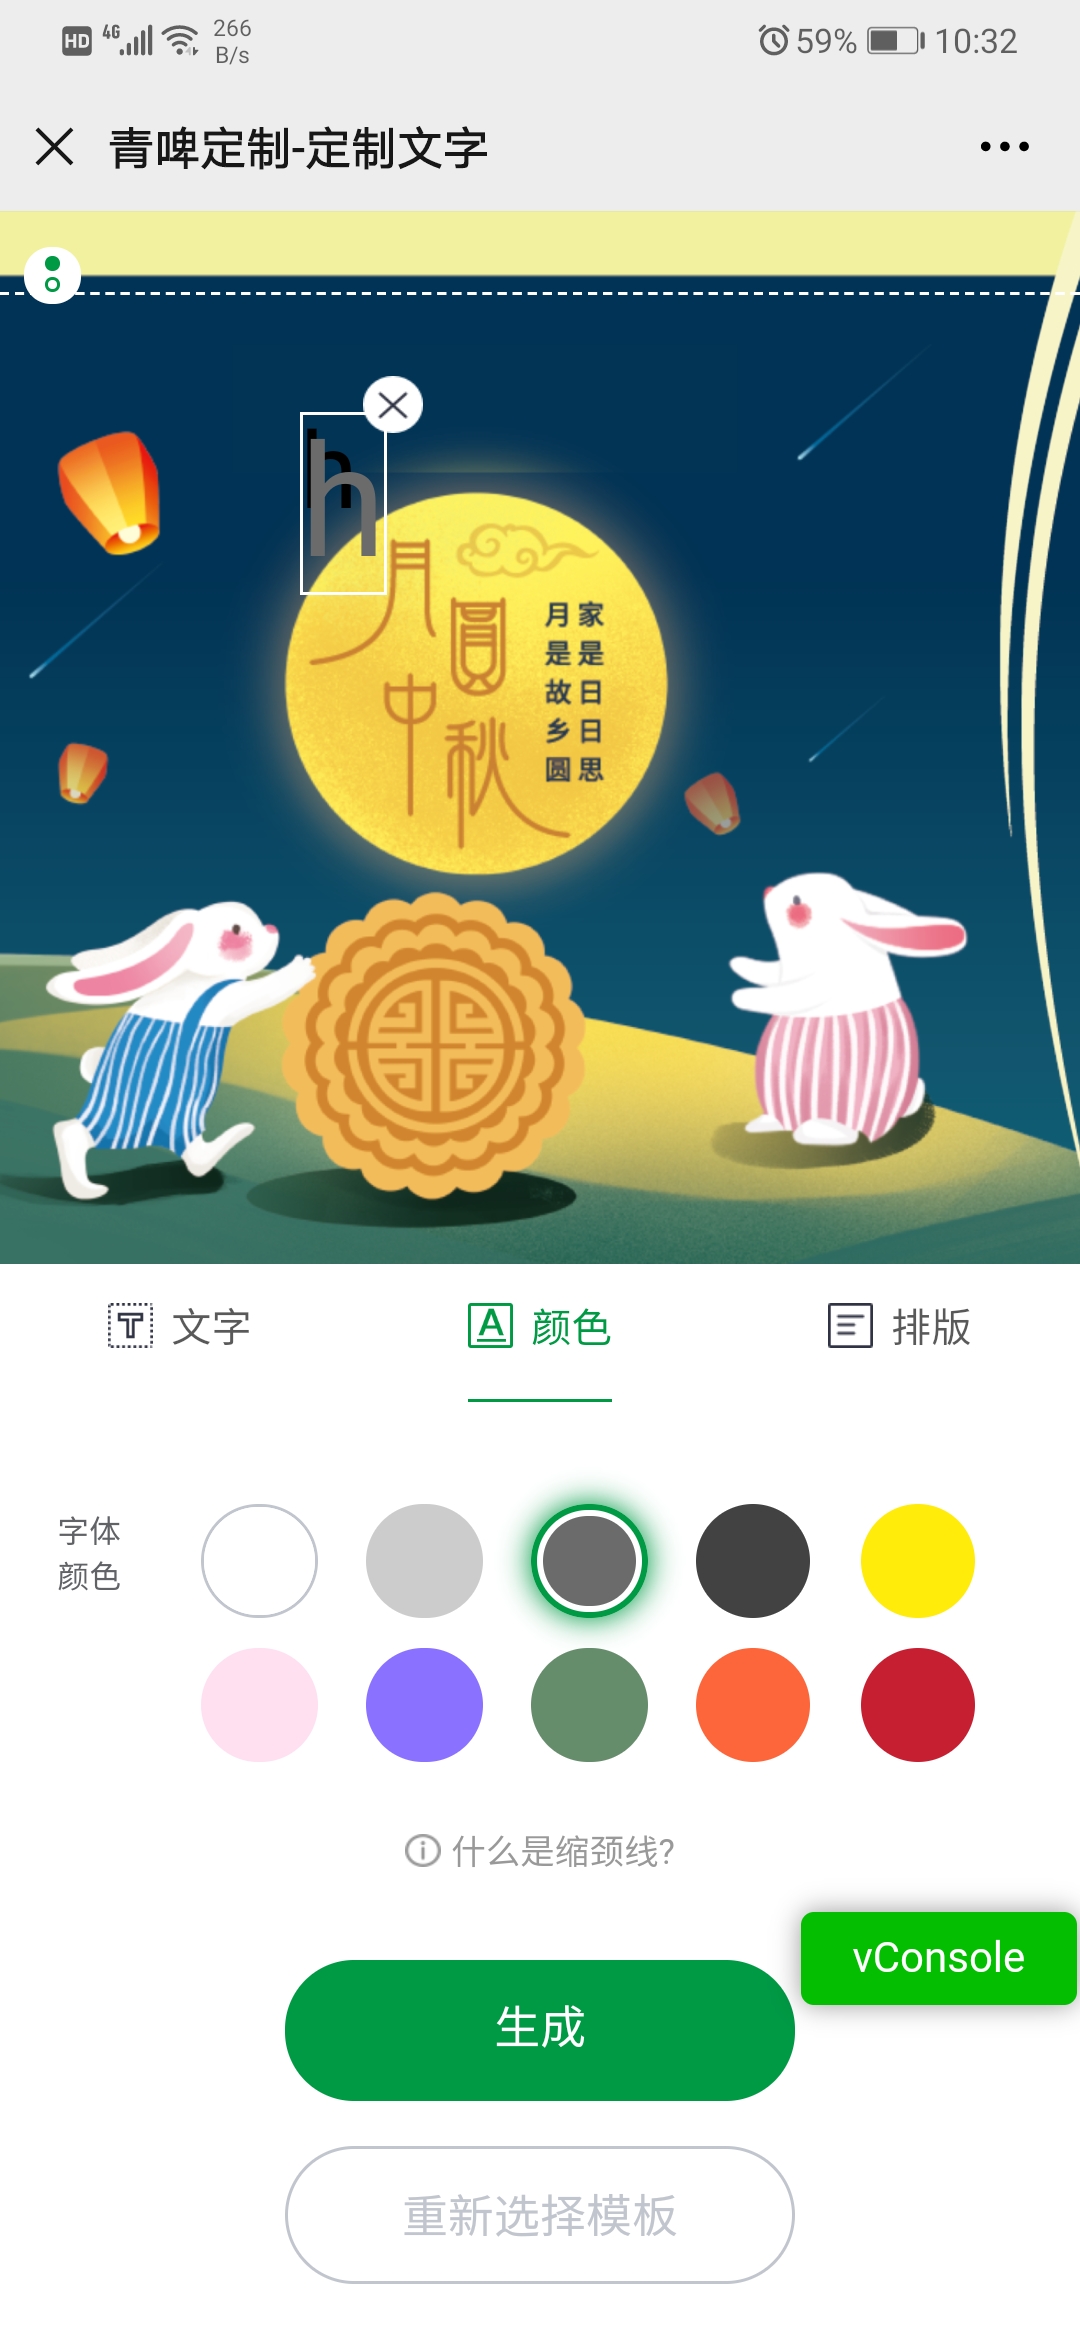 HD 4G 266 B/s 59% 10:32
青啤定制-定制文字
h
h
月圓中秋
家是日日思
月是故乡圆
文字 颜色 排版
字体
颜色
什么是缩颈线?
vConsole
生成
重新选择模板